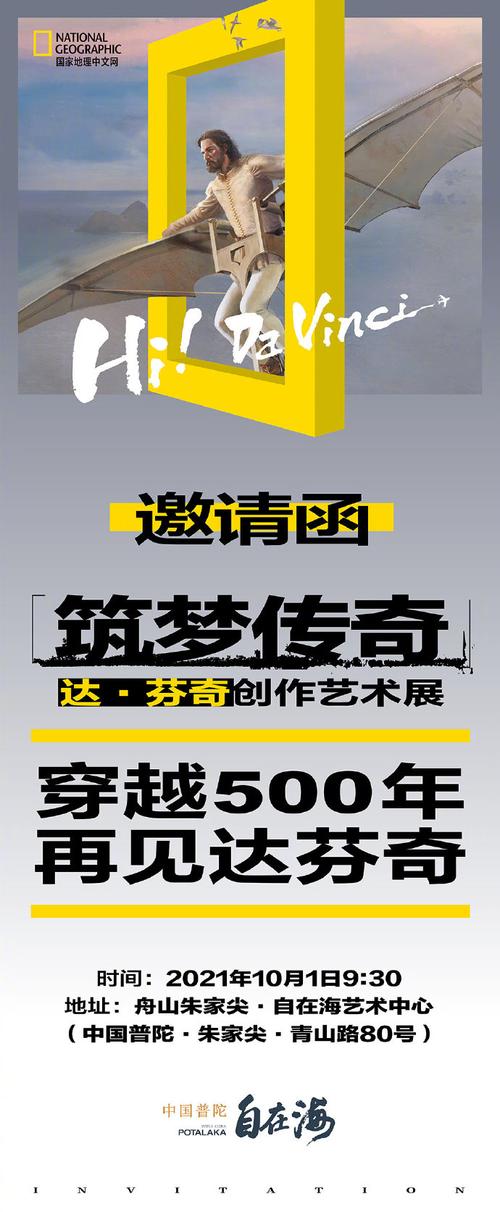 NATIONAL
GEOGRAPHIC
国家地理中文网
Hi! Da Vinci
邀请函
筑梦传奇
达·芬奇创作艺术展
穿越500年
再见达芬奇
时间：2021年10月1日9:30
地址：舟山朱家尖·自在海艺术中心
（中国普陀·朱家尖·青山路80号）
中国普陀
POTALAKA
自在海
INVITATION